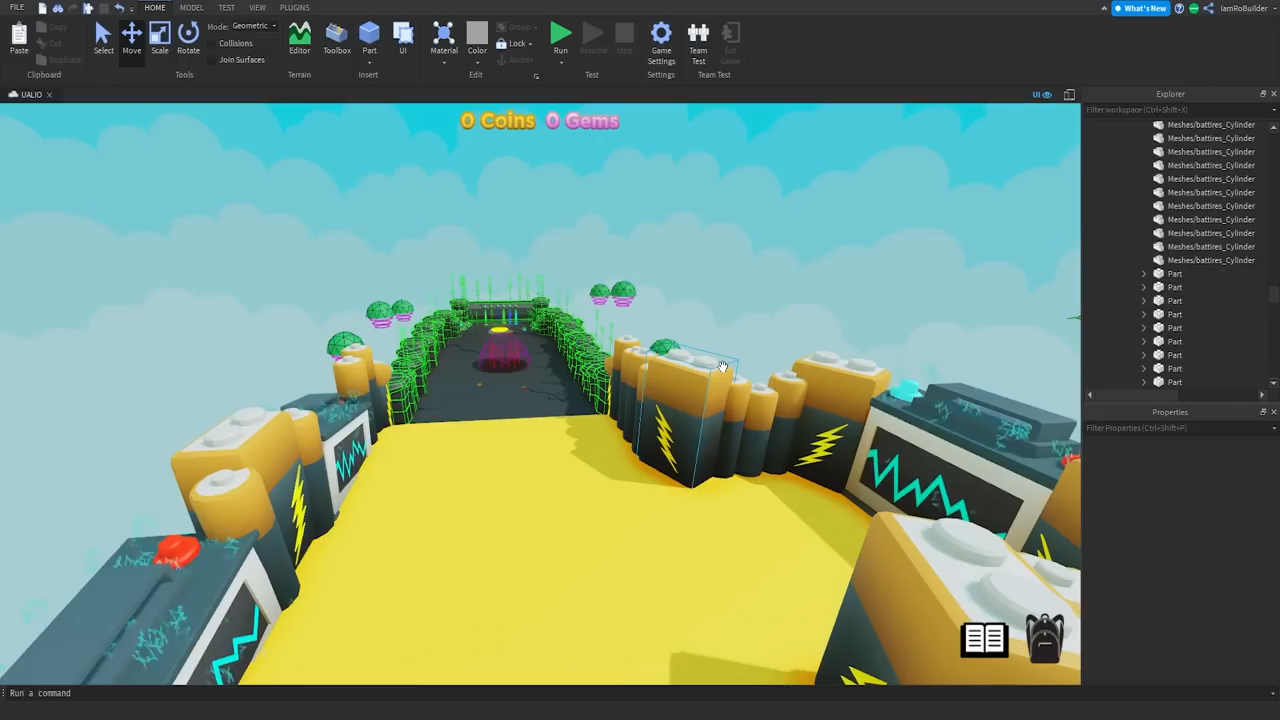 FILE
HOME MODEL TEST VIEW PLUGINS
What's New
IamRoBuilder
Paste
Copy
Cut
Duplicate
Clipboard
Select
Move
Scale
Rotate
Mode: Geometric
Collisions
Join Surfaces
Tools
Editor
Terrain
Toolbox
Part
UI
Insert
Material
Color
Group
Lock
Anchor
Edit
Run
Resume
Stop
Test
Game Settings
Settings
Team Test
Exit Game
Team Test
UALIO
UI
0 Coins 0 Gems
Explorer
Filter workspace (Ctrl+Shift+X)
Meshes/battires_Cylinder
Meshes/battires_Cylinder
Meshes/battires_Cylinder
Meshes/battires_Cylinder
Meshes/battires_Cylinder
Meshes/battires_Cylinder
Meshes/battires_Cylinder
Meshes/battires_Cylinder
Meshes/battires_Cylinder
Meshes/battires_Cylinder
Meshes/battires_Cylinder
Part
Part
Part
Part
Part
Part
Part
Part
Part
Properties
Filter Properties (Ctrl+Shift+P)
Run a command